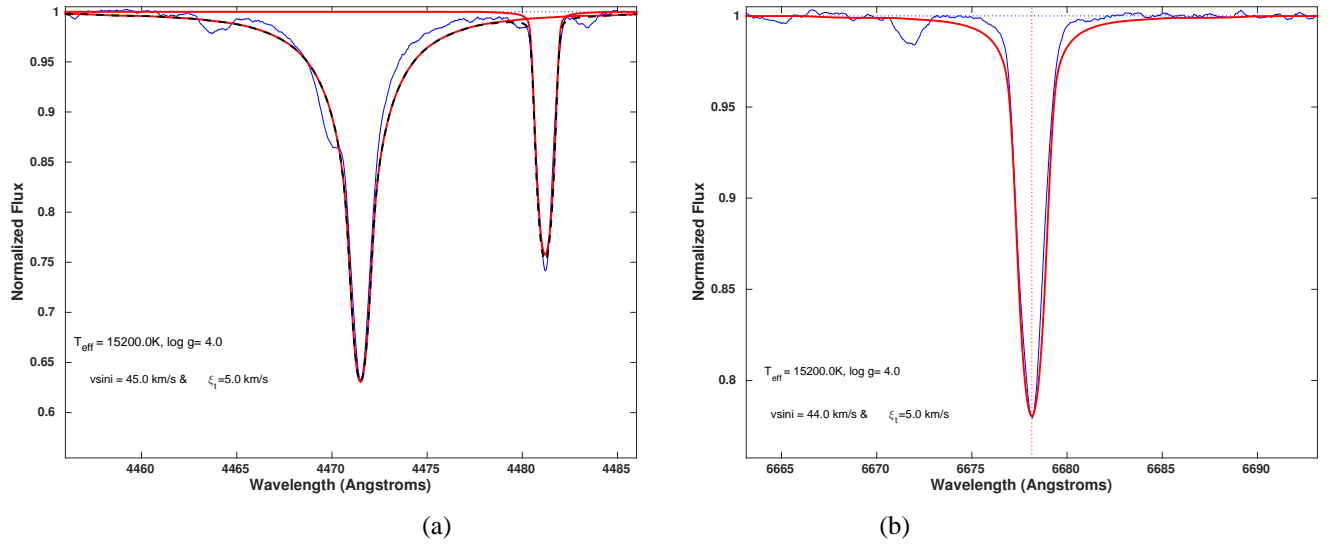 1
0.95
0.9
0.85
0.8
0.75
0.7
0.65
0.6
Normalized Flux
T_eff = 15200.0K, log g= 4.0
vsini = 45.0 km/s & ξ_t=5.0 km/s
4460 4465 4470 4475 4480 4485
Wavelength (Angstroms)
(a)
1
0.95
0.9
0.85
0.8
Normalized Flux
T_eff = 15200.0K, log g= 4.0
vsini = 44.0 km/s & ξ_t=5.0 km/s
6665 6670 6675 6680 6685 6690
Wavelength (Angstroms)
(b)